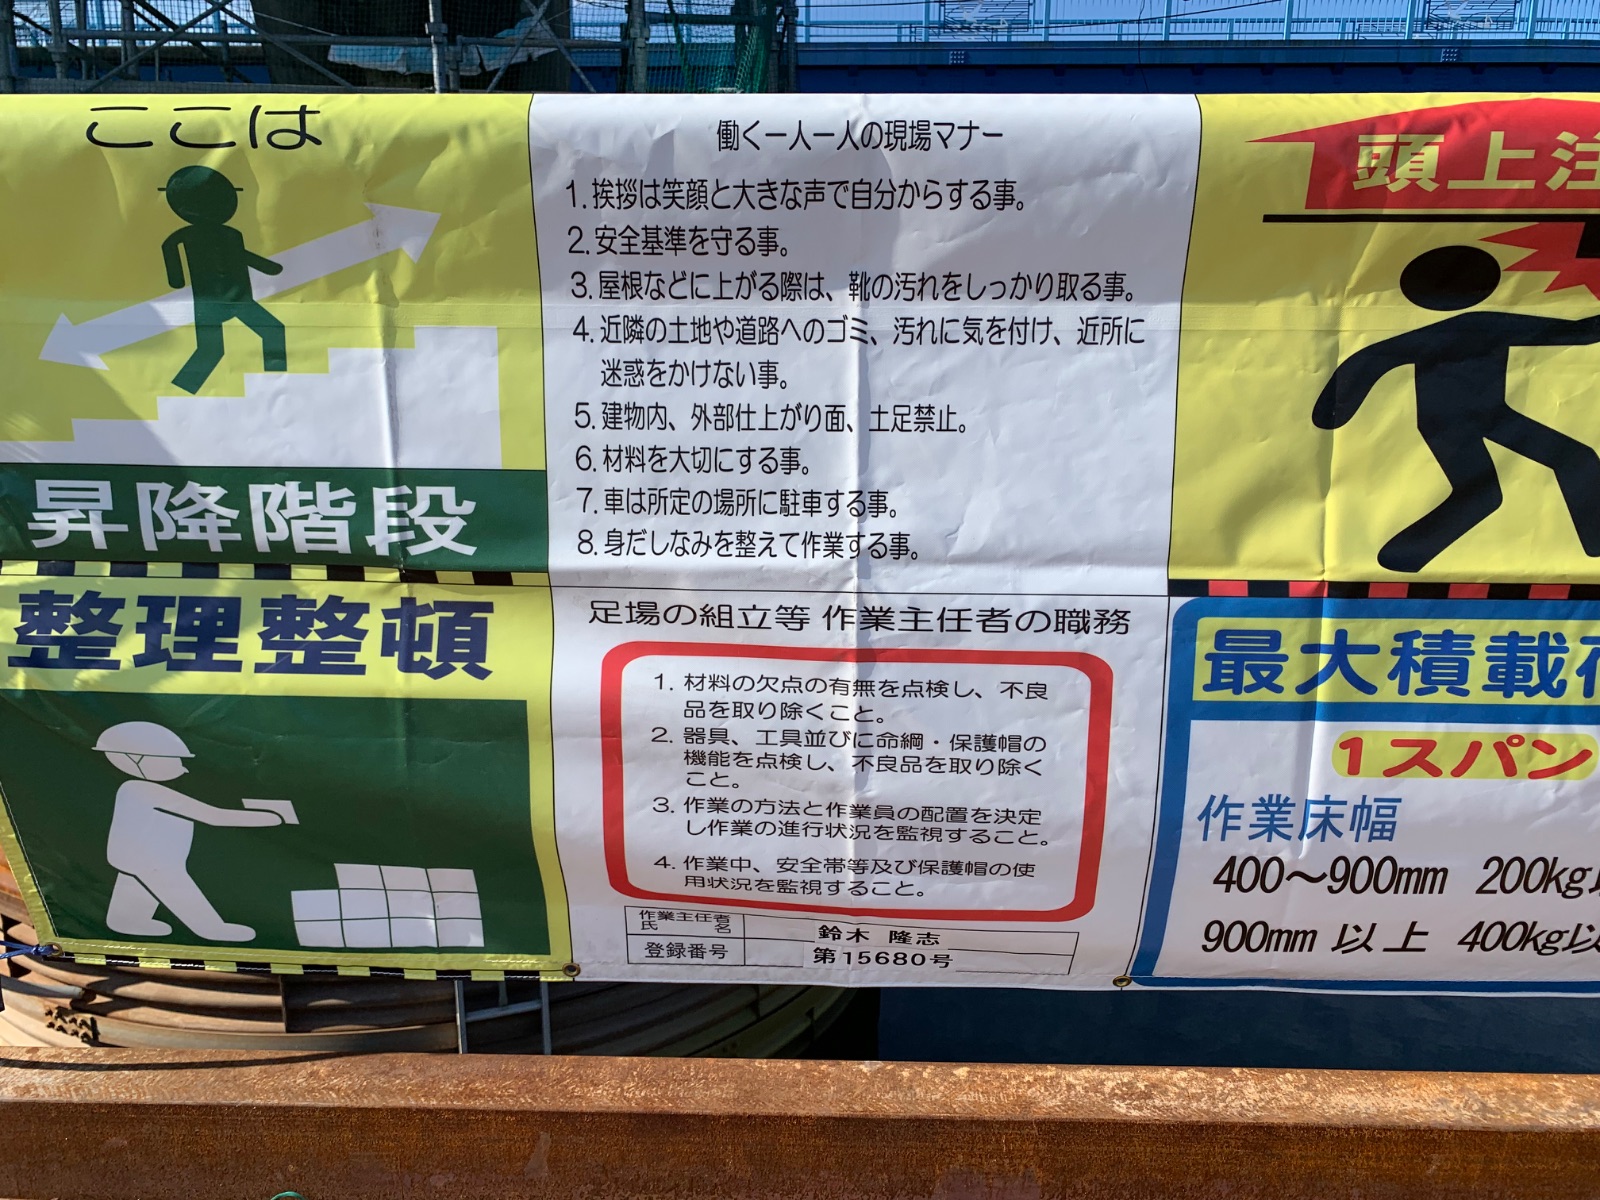 ここは
昇降階段
整理整頓
働く一人一人の現場マナー
1. 挨拶は笑顔と大きな声で自分からする事。
2. 安全基準を守る事。
3. 屋根などに上がる際は、靴の汚れをしっかり取る事。
4. 近隣の土地や道路へのゴミ、汚れに気を付け、近所に
迷惑をかけない事。
5. 建物内、外部仕上がり面、土足禁止。
6. 材料を大切にする事。
7. 車は所定の場所に駐車する事。
8. 身だしなみを整えて作業する事。
足場の組立等 作業主任者の職務
1. 材料の欠点の有無を点検し、不良
品を取り除くこと。
2. 器具、工具並びに命綱・保護帽の
機能を点検し、不良品を取り除く
こと。
3. 作業の方法と作業員の配置を決定
し作業の進行状況を監視すること。
4. 作業中、安全帯等及び保護帽の使
用状況を監視すること。
作業主任者
氏名 鈴木 隆志
登録番号 第15680号
頭上注
最大積載荷
1スパン
作業床幅
400〜900mm 200kg以
900mm 以上 400kg以